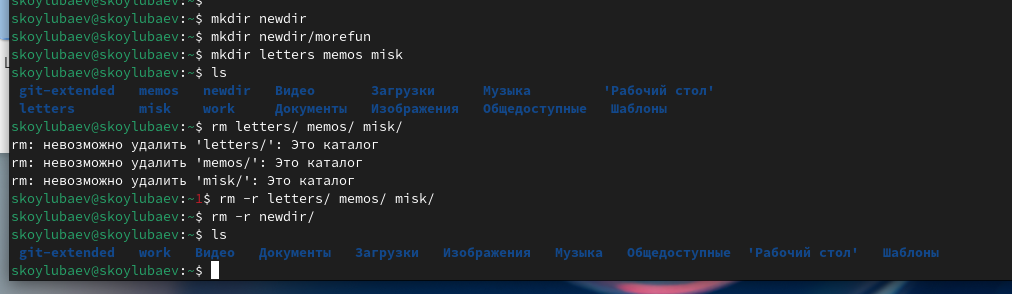 skoylubaev@skoylubaev:~$
skoylubaev@skoylubaev:~$ mkdir newdir
skoylubaev@skoylubaev:~$ mkdir newdir/morefun
skoylubaev@skoylubaev:~$ mkdir letters memos misk
skoylubaev@skoylubaev:~$ ls
git-extended memos newdir Видео Загрузки Музыка 'Рабочий стол'
letters misk work Документы Изображения Общедоступные Шаблоны
skoylubaev@skoylubaev:~$ rm letters/ memos/ misk/
rm: невозможно удалить 'letters/': Это каталог
rm: невозможно удалить 'memos/': Это каталог
rm: невозможно удалить 'misk/': Это каталог
skoylubaev@skoylubaev:~1$ rm -r letters/ memos/ misk/
skoylubaev@skoylubaev:~$ rm -r newdir/
skoylubaev@skoylubaev:~$ ls
git-extended work Видео Документы Загрузки Изображения Музыка Общедоступные 'Рабочий стол' Шаблоны
skoylubaev@skoylubaev:~$